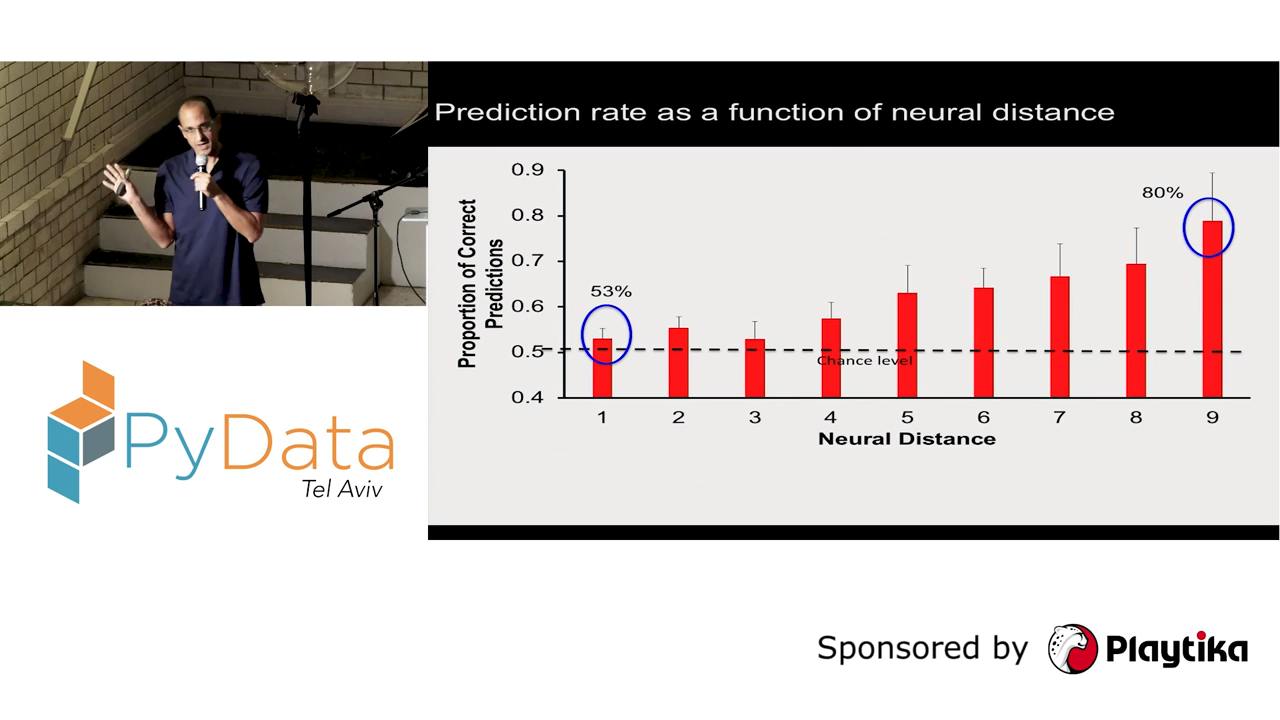 Prediction rate as a function of neural distance
Proportion of Correct
Predictions
0.9
0.8
0.7
0.6
0.5
0.4
53%
80%
Chance level
1 2 3 4 5 6 7 8 9
Neural Distance
PyData
Tel Aviv
Sponsored by Playtika